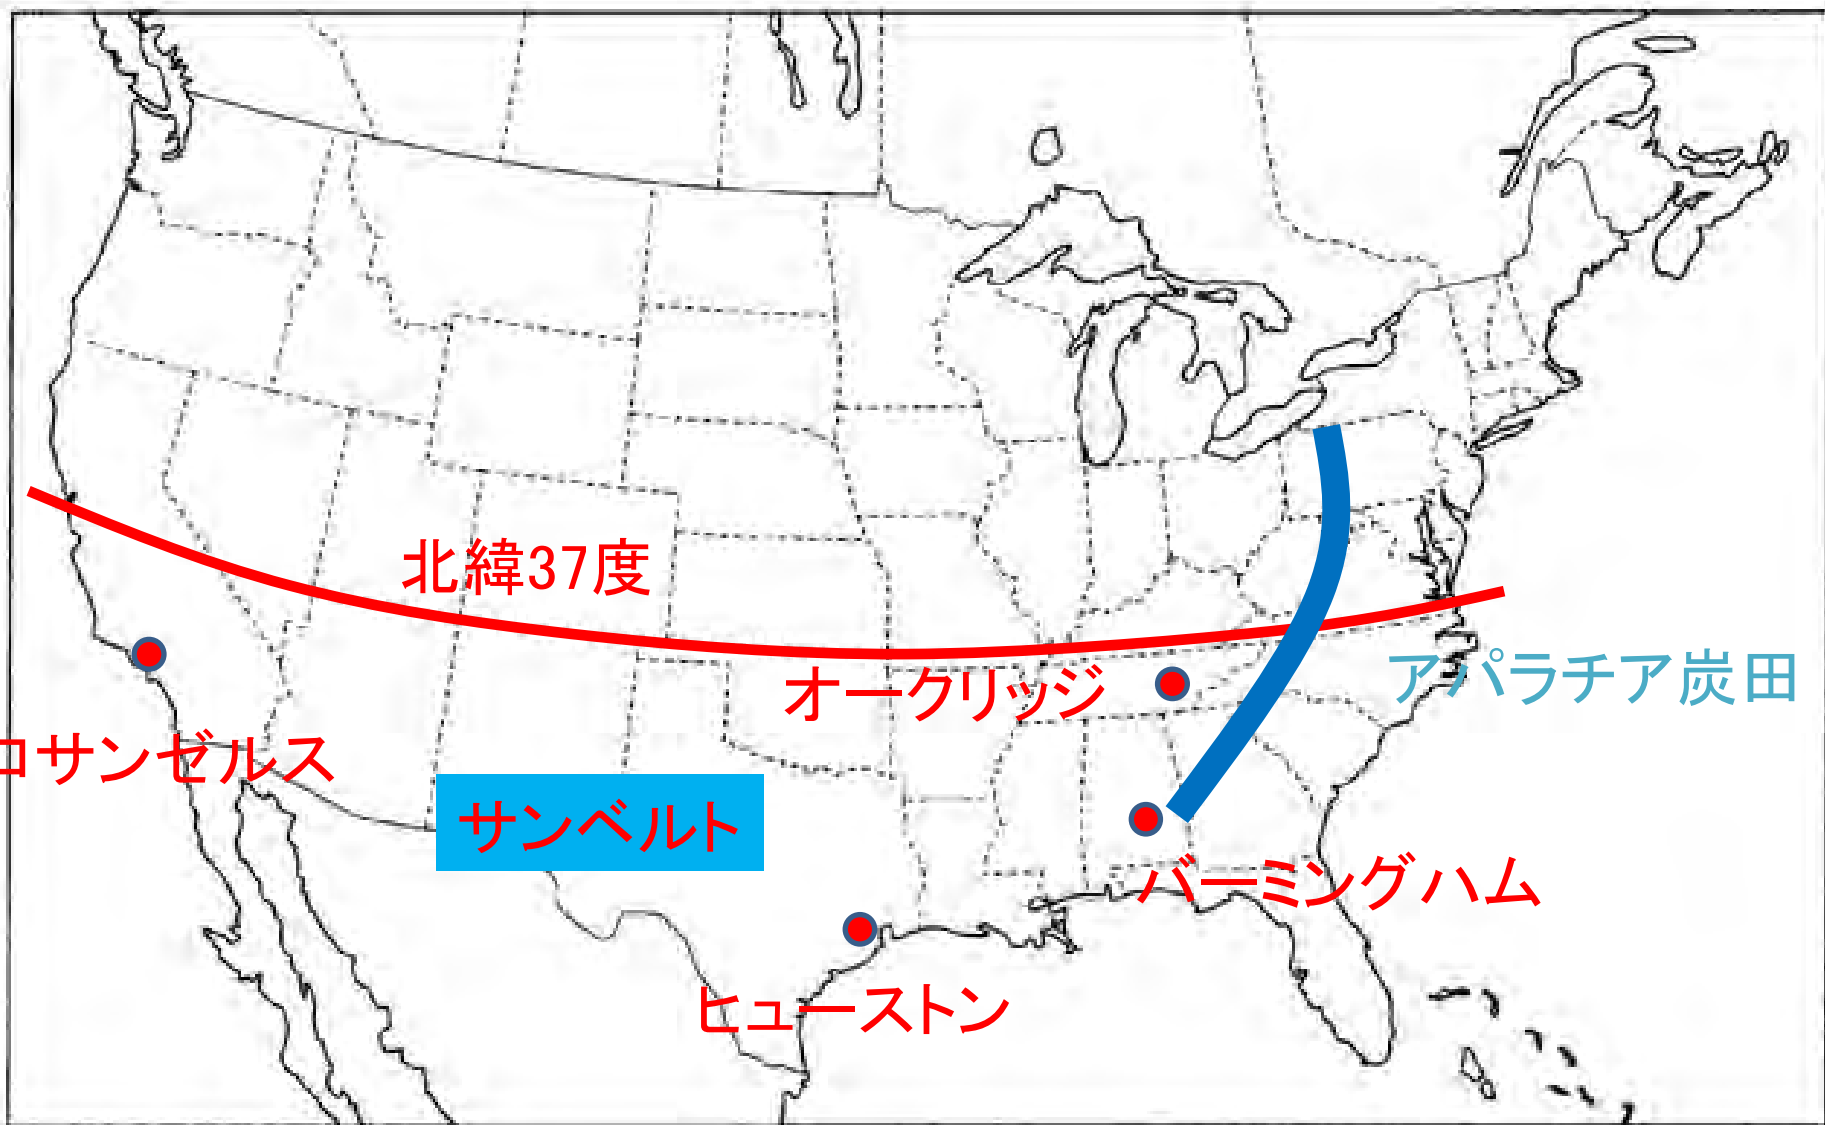 北緯37度
オークリッジ
アパラチア炭田
ロサンゼルス
サンベルト
バーミングハム
ヒューストン